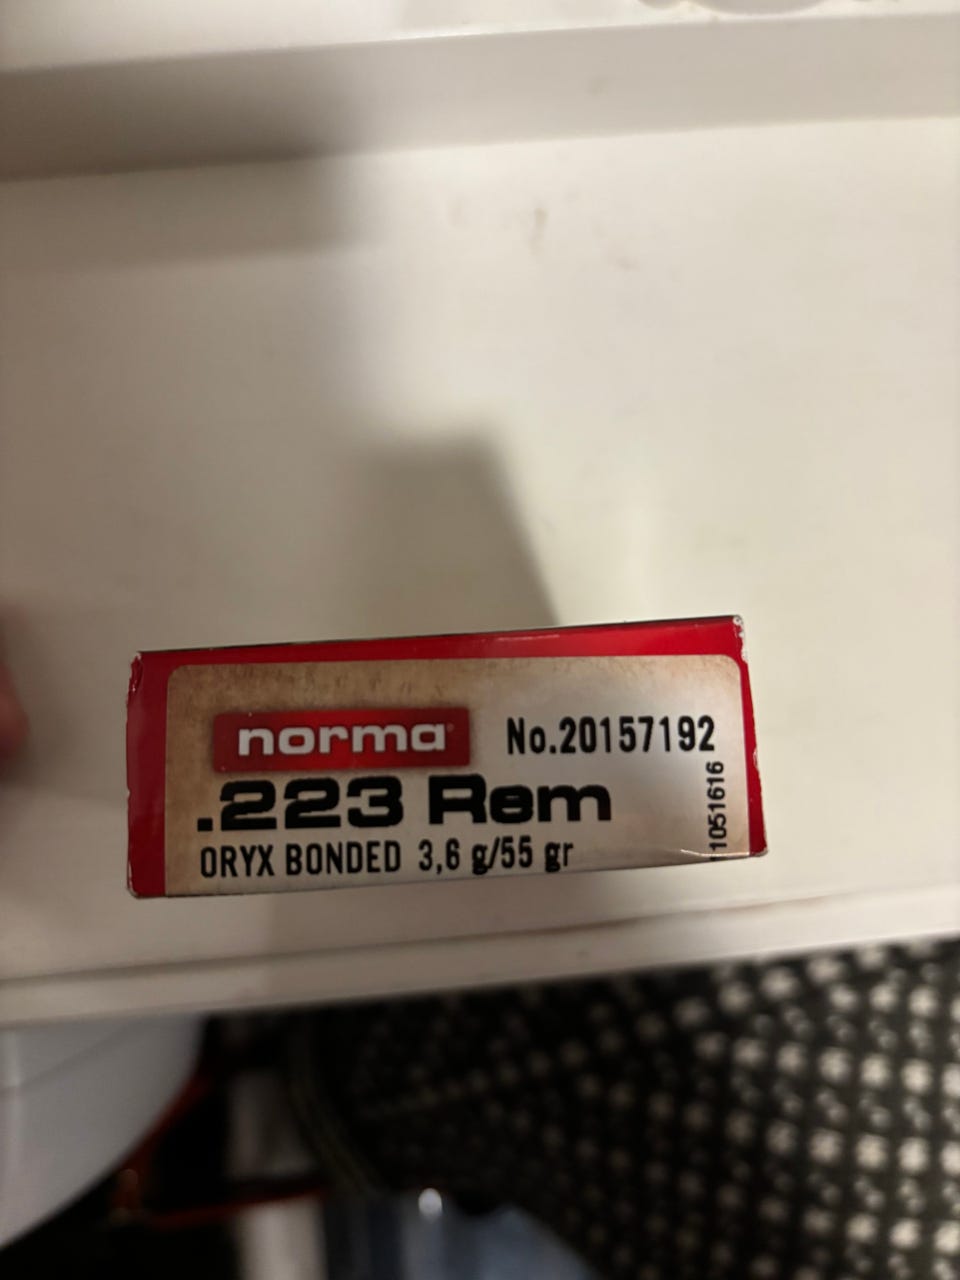 norma
No.20157192
.223 Rem
ORYX BONDED 3,6 g/55 gr
1051616